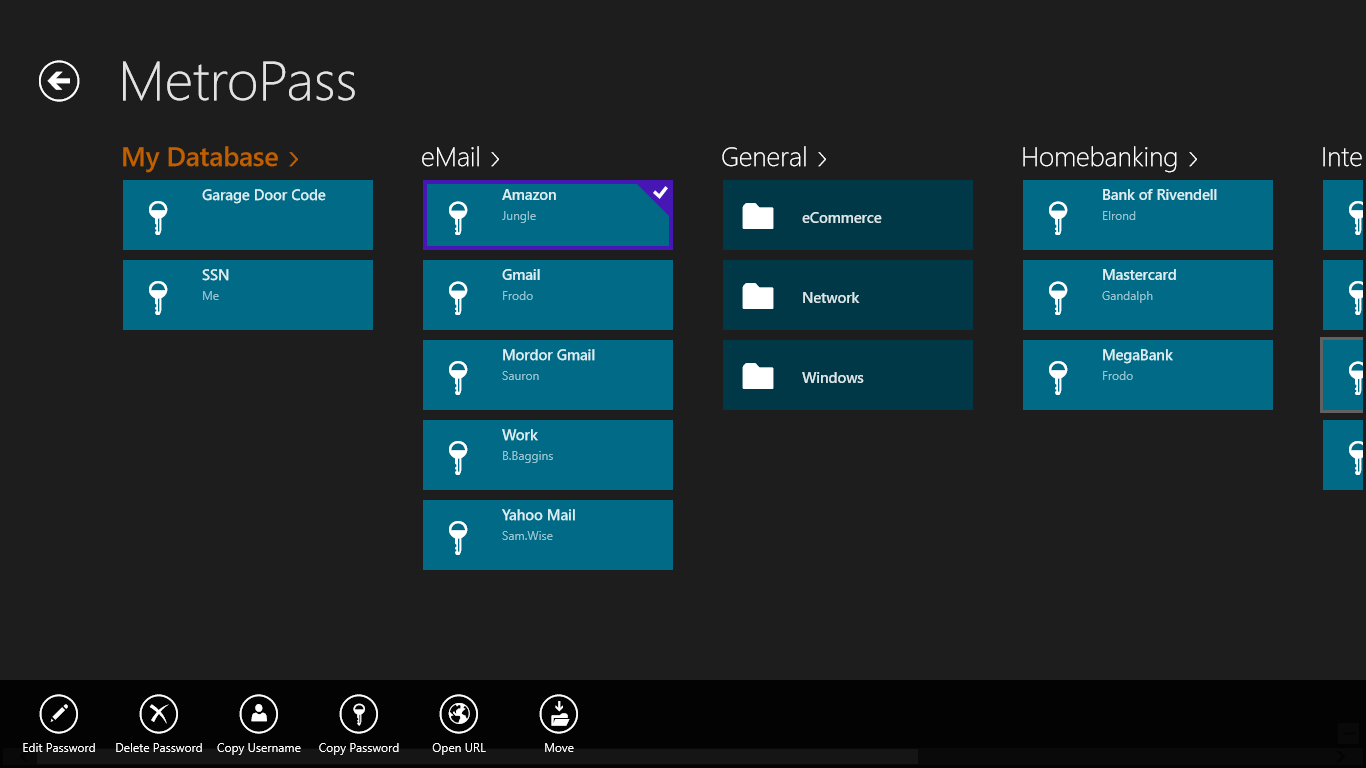 MetroPass
My Database
Garage Door Code
SSN
Me
eMail
Amazon
Jungle
Gmail
Frodo
Mordor Gmail
Sauron
Work
B.Baggins
Yahoo Mail
Sam.Wise
General
eCommerce
Network
Windows
Homebanking
Bank of Rivendell
Elrond
Mastercard
Gandalph
MegaBank
Frodo
Inte
Edit Password
Delete Password
Copy Username
Copy Password
Open URL
Move